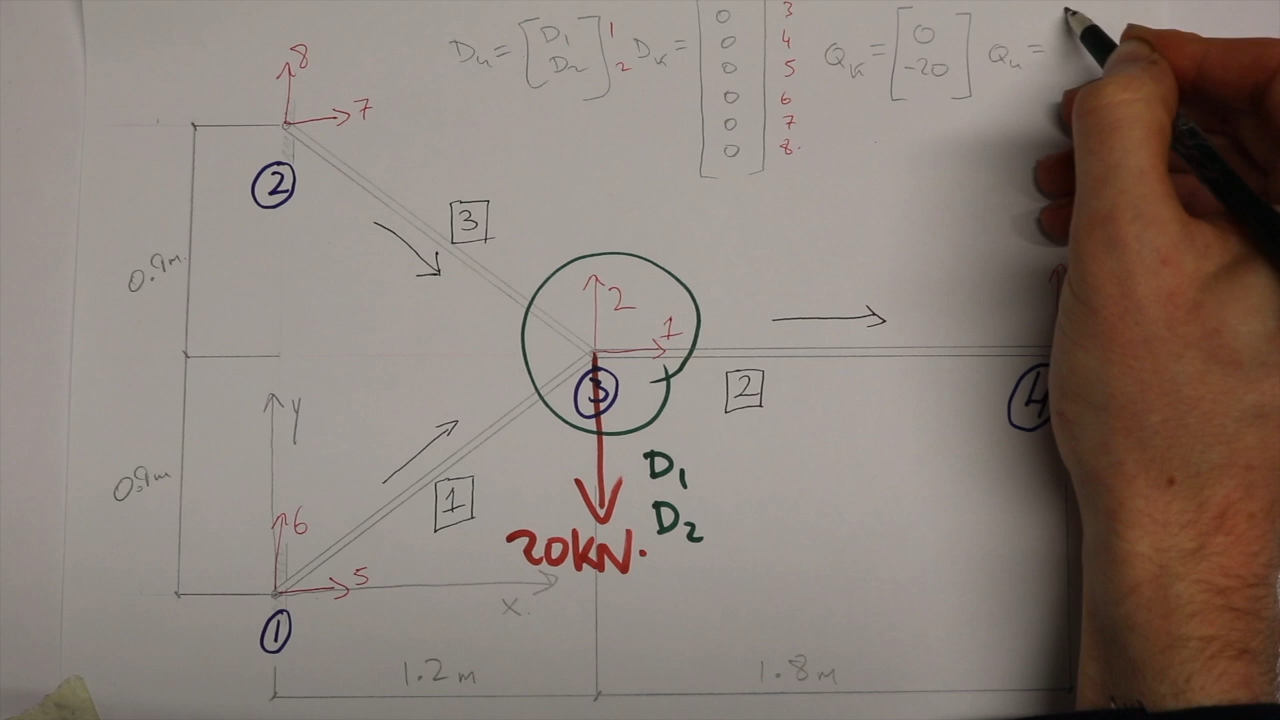 Du = [D1 D2] 1 2 Dk = [0 0 0 0 0 0] 3 4 5 6 7 8. Qk = [0 -20] Qu =
8
7
2
3
0.9m.
2
1
3
2
4
y
0.9m
1
D1
D2
6
20KN.
5
x.
1
1.2m
1.8m